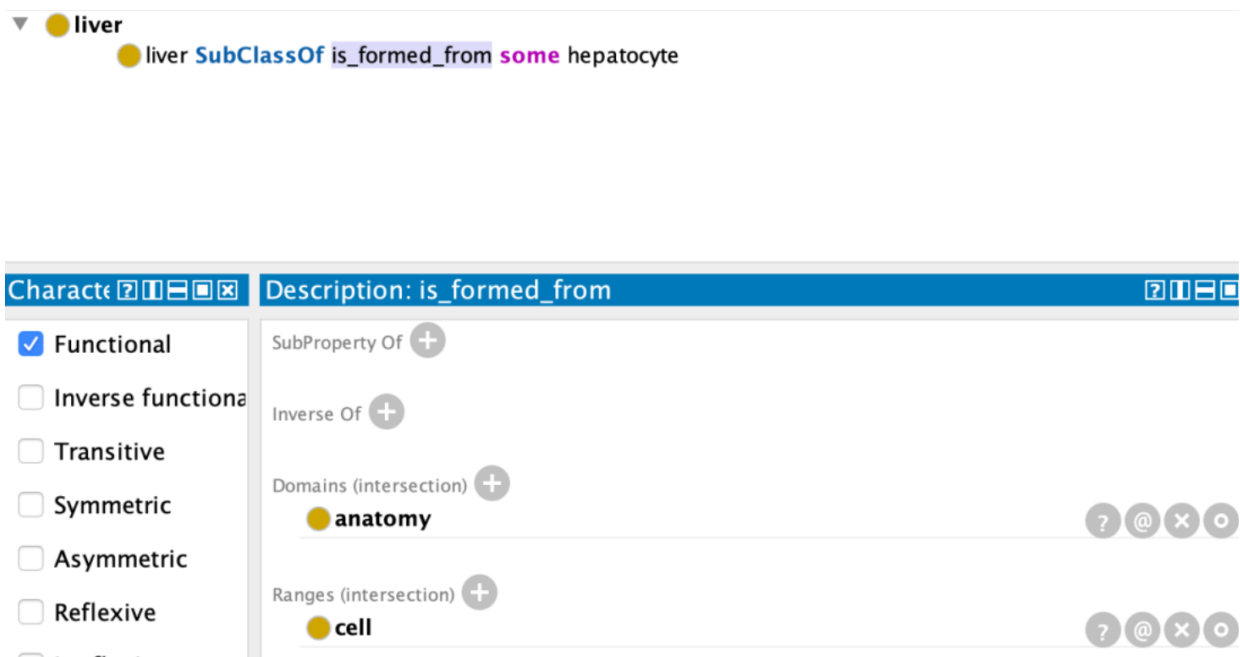 liver
liver SubClassOf is_formed_from some hepatocyte
Characte
Description: is_formed_from
Functional
SubProperty Of
Inverse functiona
Inverse Of
Transitive
Domains (intersection)
Symmetric
anatomy
Asymmetric
Ranges (intersection)
Reflexive
cell